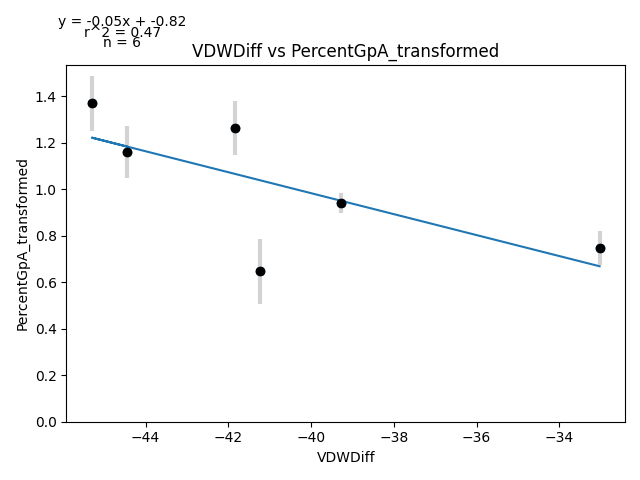 y = -0.05x + -0.82
r^2 = 0.47
n = 6
VDWDiff vs PercentGpA_transformed
PercentGpA_transformed
1.4
1.2
1.0
0.8
0.6
0.4
0.2
0.0
−44
−42
−40
−38
−36
−34
VDWDiff